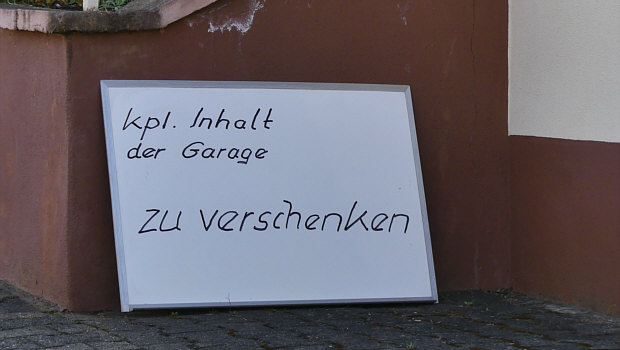 kpl. Inhalt
der Garage
zu verschenken